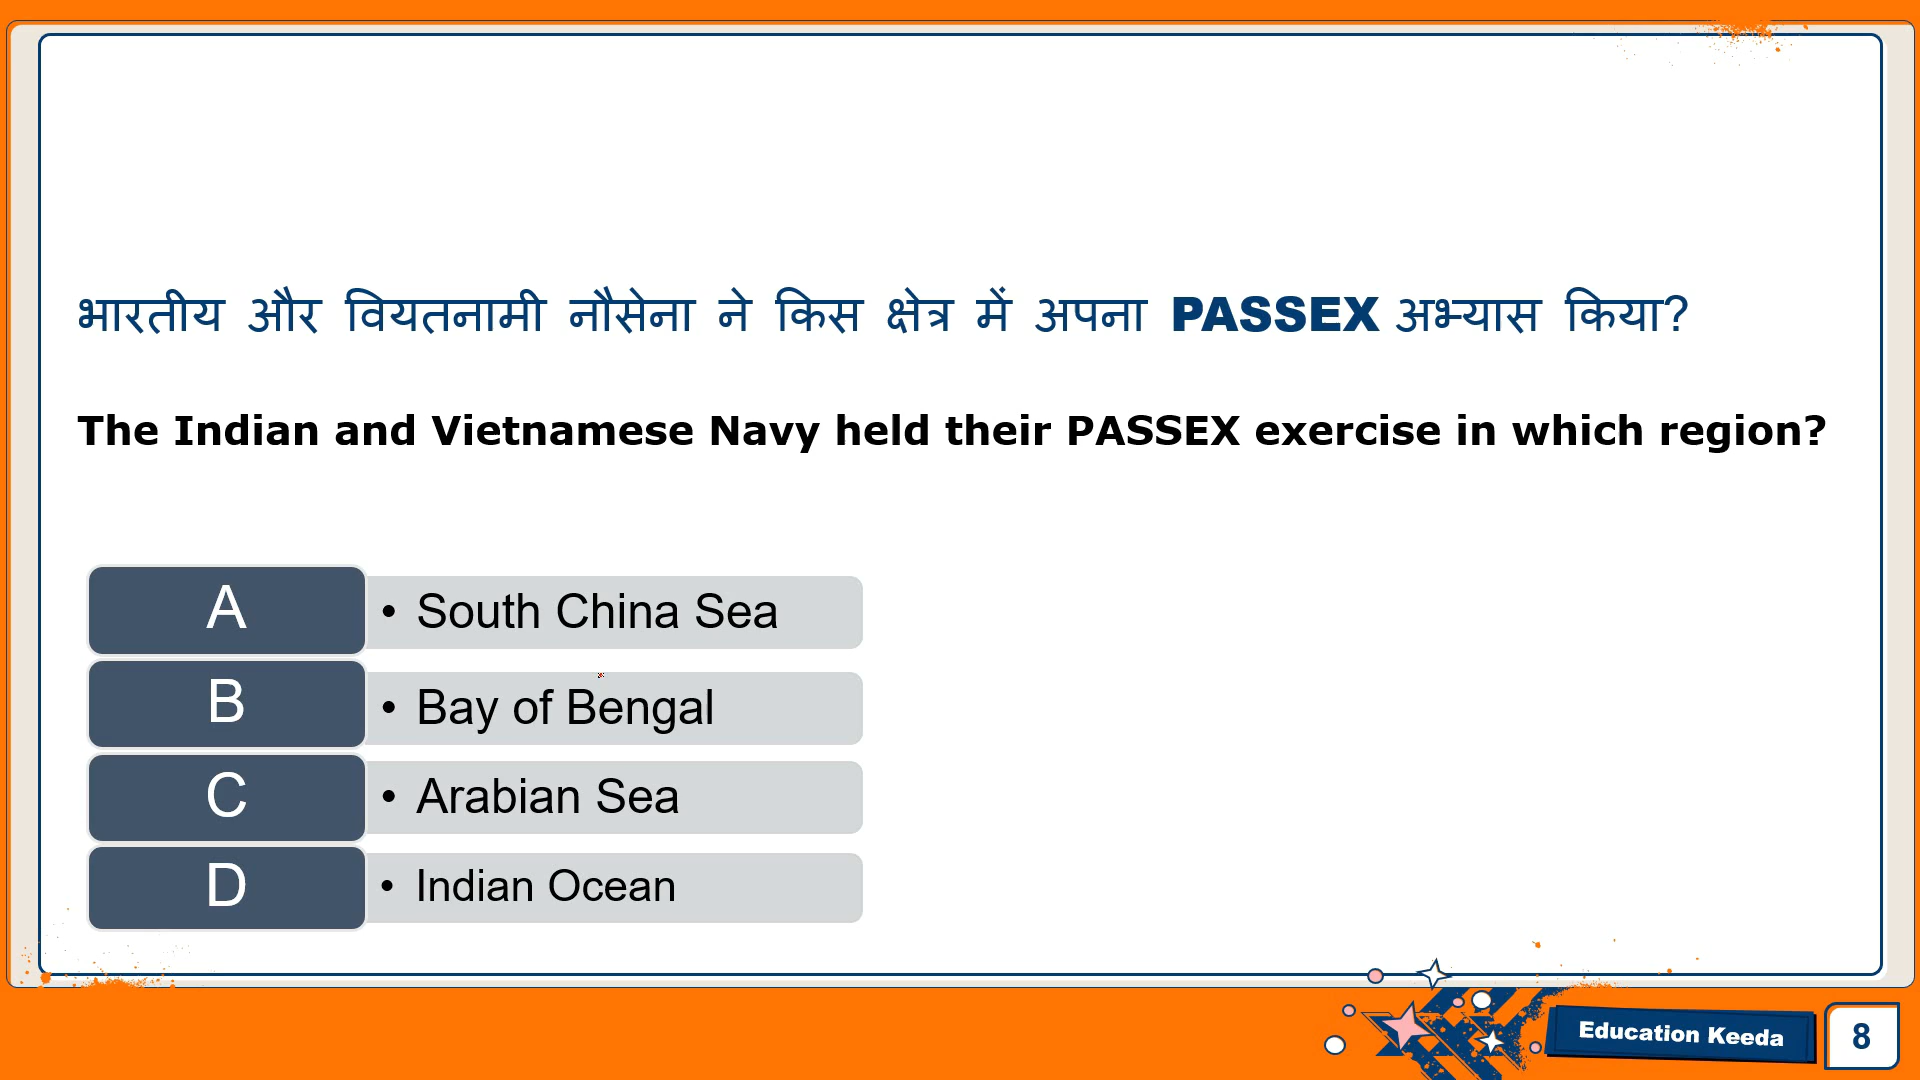 भारतीय और वियतनामी नौसेना ने किस क्षेत्र में अपना PASSEX अभ्यास किया?
The Indian and Vietnamese Navy held their PASSEX exercise in which region?
A • South China Sea
B • Bay of Bengal
C • Arabian Sea
D • Indian Ocean
Education Keeda 8